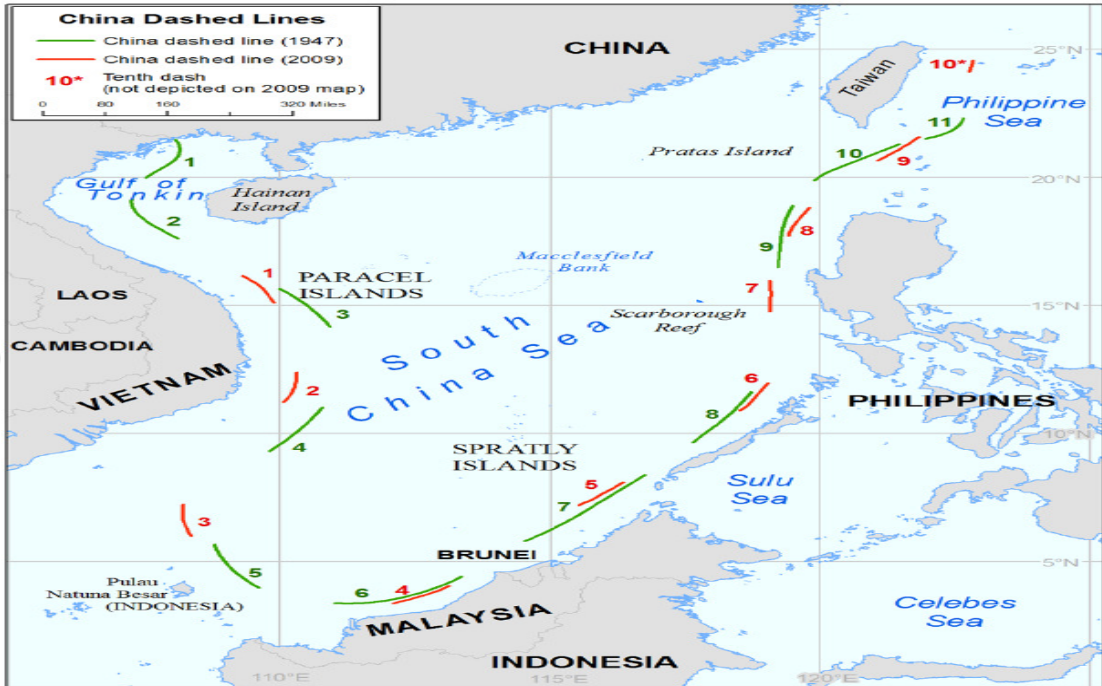 China Dashed Lines
China dashed line (1947)
China dashed line (2009)
10* Tenth dash
(not depicted on 2009 map)
0 80 160 320 Miles
CHINA
25°N
10*
Taiwan
Philippine
Sea
11
1
Pratas Island
10
9
Gulf of
Tonkin
Hainan
Island
20°N
2
8
9
Macclesfield
Bank
1
PARACEL
ISLANDS
7
LAOS
3
Scarborough
Reef
15°N
South
China Sea
CAMBODIA
VIETNAM
2
6
PHILIPPINES
8
4
10°N
SPRATLY
ISLANDS
Sulu
Sea
5
7
3
BRUNEI
5°N
5
Pulau
Natuna Besar
(INDONESIA)
6
4
MALAYSIA
Celebes
Sea
INDONESIA
110°E
115°E
120°E